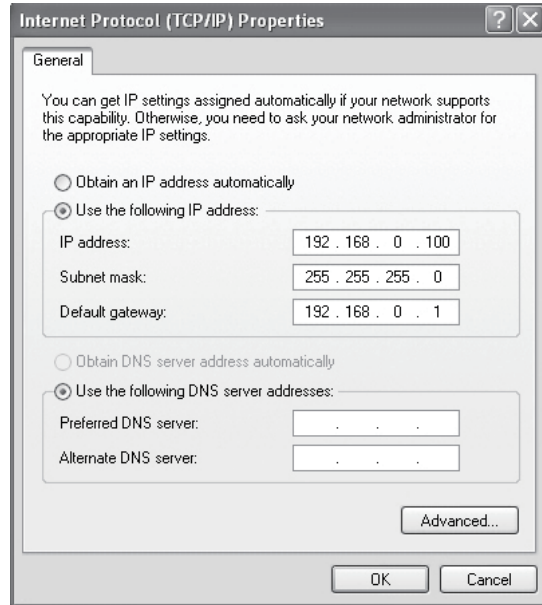 Internet Protocol (TCP/IP) Properties
General
You can get IP settings assigned automatically if your network supports
this capability. Otherwise, you need to ask your network administrator for
the appropriate IP settings.
Obtain an IP address automatically
Use the following IP address:
IP address: 192 . 168 . 0 . 100
Subnet mask: 255 . 255 . 255 . 0
Default gateway: 192 . 168 . 0 . 1
Obtain DNS server address automatically
Use the following DNS server addresses:
Preferred DNS server: . . .
Alternate DNS server: . . .
Advanced...
OK Cancel